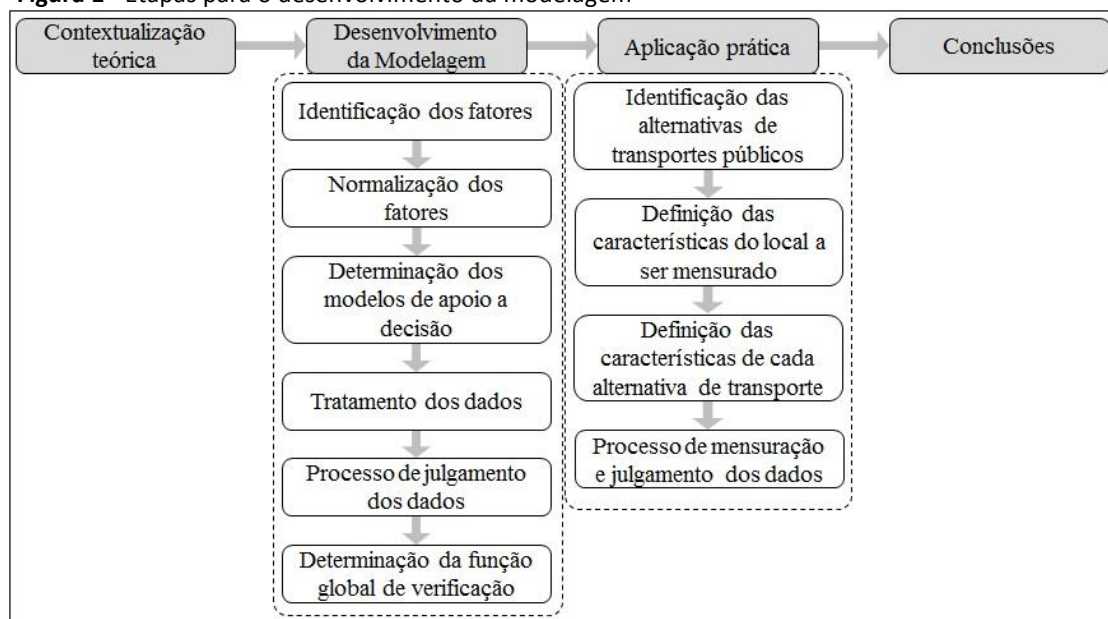 Figura 1 - Etapas para o desenvolvimento da modelagem
Contextualização
teórica
Desenvolvimento
da Modelagem
Aplicação prática
Conclusões
Identificação dos fatores
Normalização dos
fatores
Determinação dos
modelos de apoio a
decisão
Tratamento dos dados
Processo de julgamento
dos dados
Determinação da função
global de verificação
Identificação das
alternativas de
transportes públicos
Definição das
características do local a
ser mensurado
Definição das
características de cada
alternativa de transporte
Processo de mensuração
e julgamento dos dados